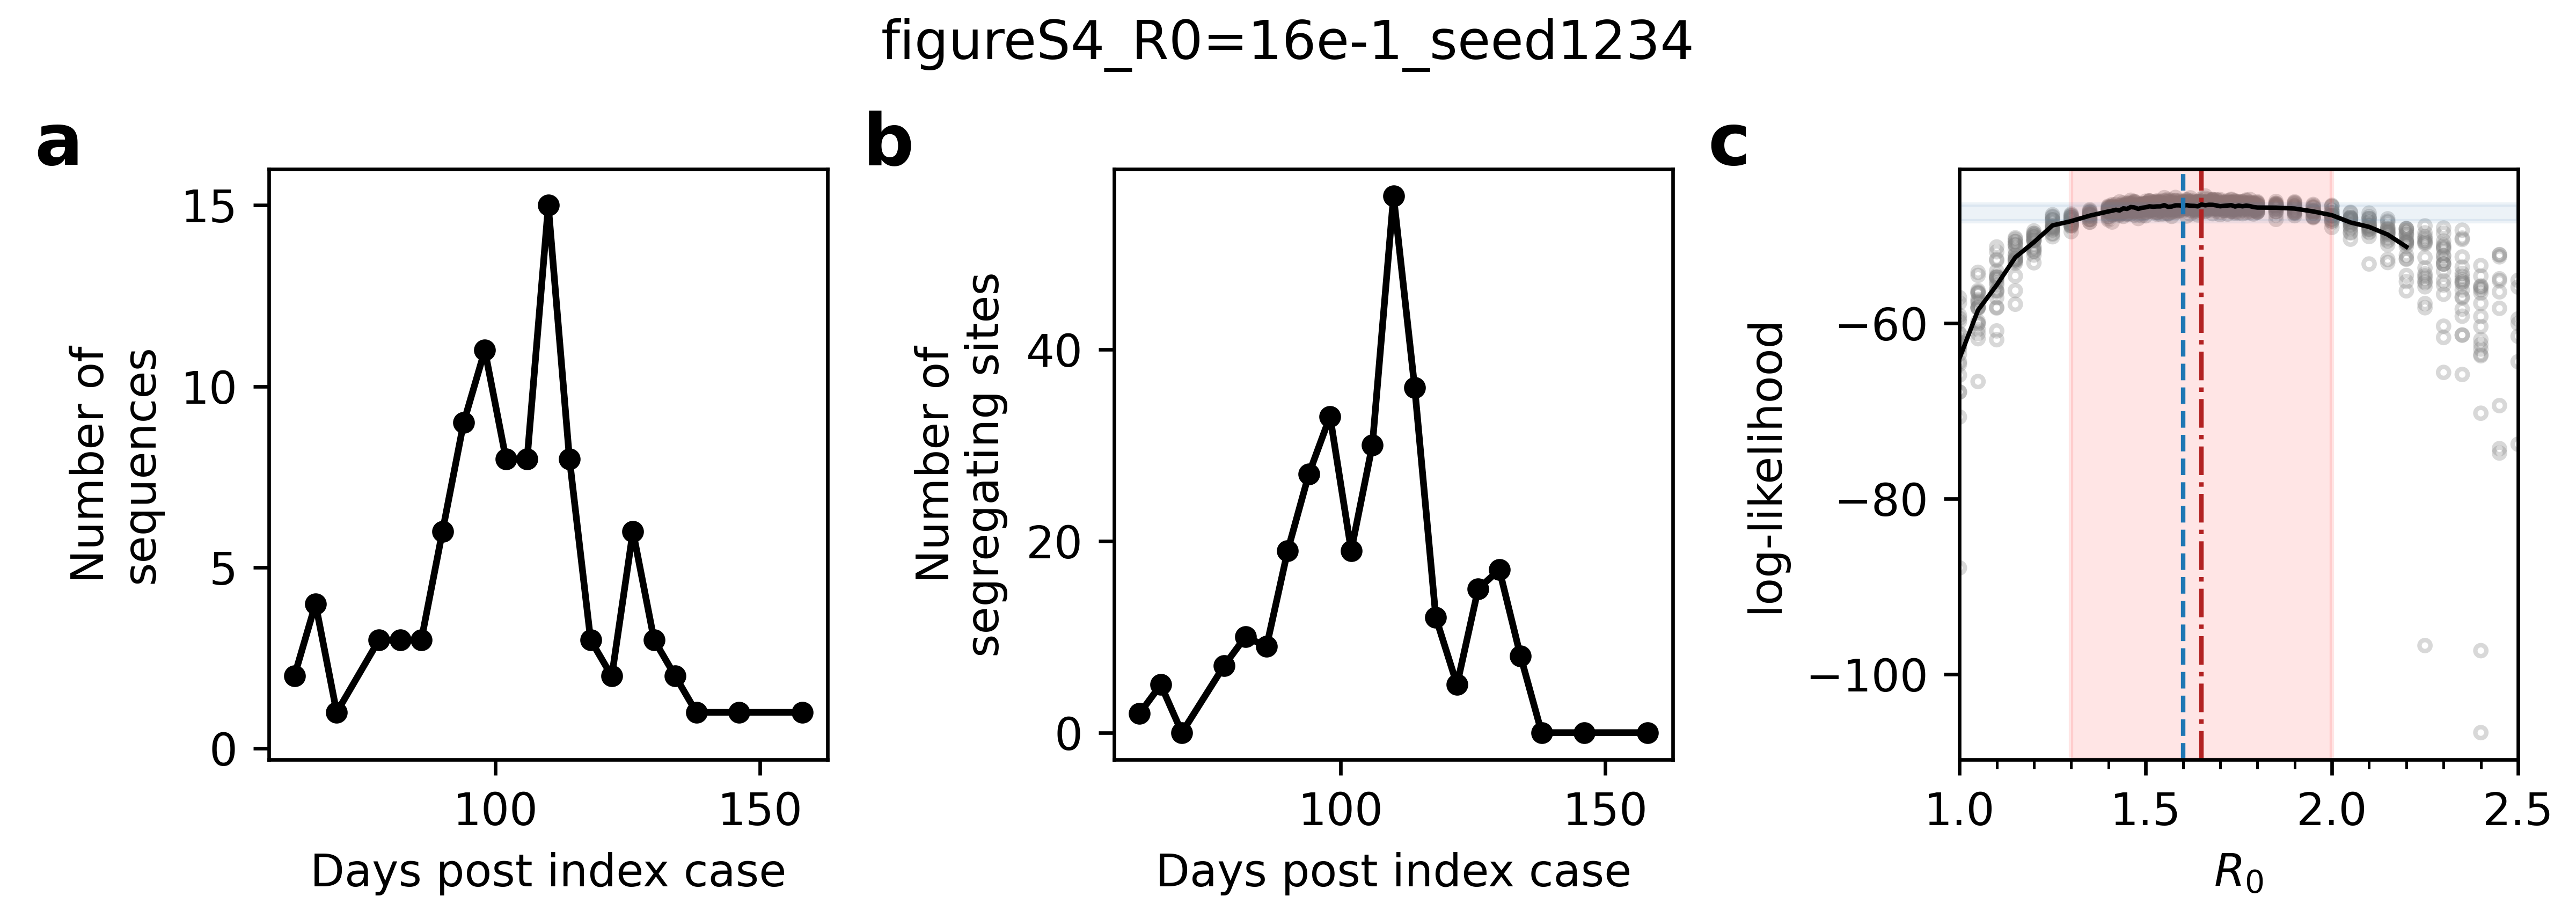 figureS4_R0=16e-1_seed1234
a
Number of
sequences
15
10
5
0
100
150
Days post index case
b
Number of
segregating sites
40
20
0
100
150
Days post index case
c
log-likelihood
−60
−80
−100
1.0
1.5
2.0
2.5
R₀